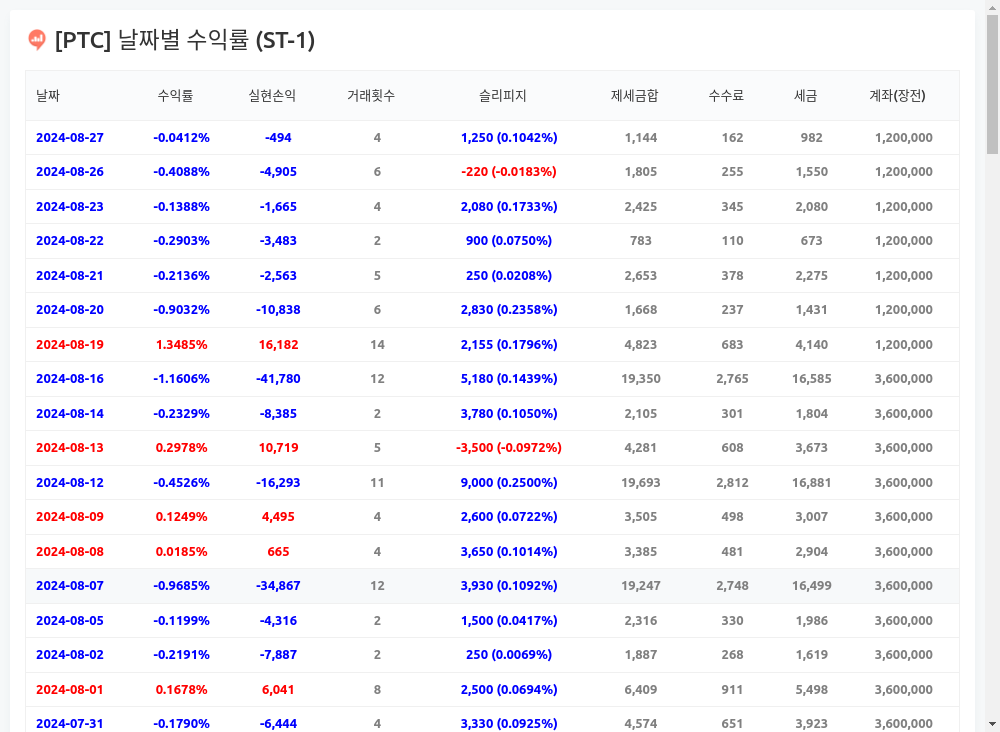 [PTC] 날짜별 수익률 (ST-1)
날짜 수익률 실현손익 거래횟수 슬리피지 제세금합 수수료 세금 계좌(장전)
2024-08-27 -0.0412% -494 4 1,250 (0.1042%) 1,144 162 982 1,200,000
2024-08-26 -0.4088% -4,905 6 -220 (-0.0183%) 1,805 255 1,550 1,200,000
2024-08-23 -0.1388% -1,665 4 2,080 (0.1733%) 2,425 345 2,080 1,200,000
2024-08-22 -0.2903% -3,483 2 900 (0.0750%) 783 110 673 1,200,000
2024-08-21 -0.2136% -2,563 5 250 (0.0208%) 2,653 378 2,275 1,200,000
2024-08-20 -0.9032% -10,838 6 2,830 (0.2358%) 1,668 237 1,431 1,200,000
2024-08-19 1.3485% 16,182 14 2,155 (0.1796%) 4,823 683 4,140 1,200,000
2024-08-16 -1.1606% -41,780 12 5,180 (0.1439%) 19,350 2,765 16,585 3,600,000
2024-08-14 -0.2329% -8,385 2 3,780 (0.1050%) 2,105 301 1,804 3,600,000
2024-08-13 0.2978% 10,719 5 -3,500 (-0.0972%) 4,281 608 3,673 3,600,000
2024-08-12 -0.4526% -16,293 11 9,000 (0.2500%) 19,693 2,812 16,881 3,600,000
2024-08-09 0.1249% 4,495 4 2,600 (0.0722%) 3,505 498 3,007 3,600,000
2024-08-08 0.0185% 665 4 3,650 (0.1014%) 3,385 481 2,904 3,600,000
2024-08-07 -0.9685% -34,867 12 3,930 (0.1092%) 19,247 2,748 16,499 3,600,000
2024-08-05 -0.1199% -4,316 2 1,500 (0.0417%) 2,316 330 1,986 3,600,000
2024-08-02 -0.2191% -7,887 2 250 (0.0069%) 1,887 268 1,619 3,600,000
2024-08-01 0.1678% 6,041 8 2,500 (0.0694%) 6,409 911 5,498 3,600,000
2024-07-31 -0.1790% -6,444 4 3,330 (0.0925%) 4,574 651 3,923 3,600,000